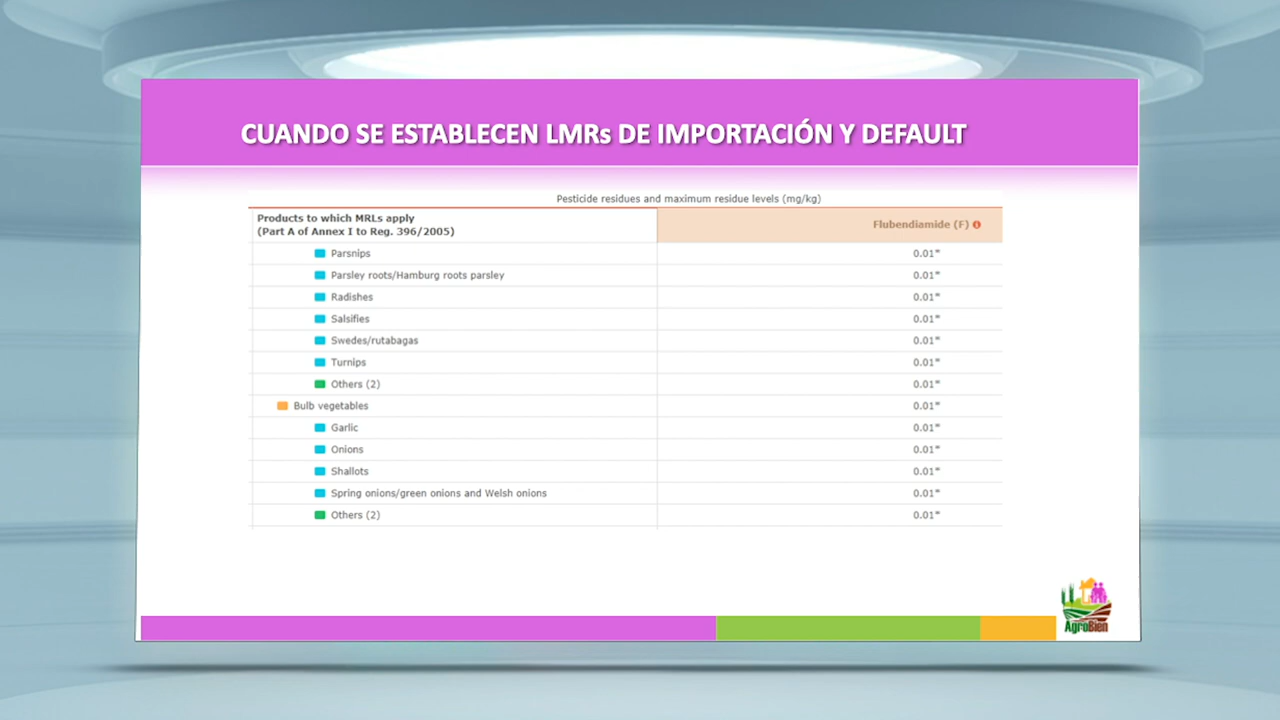 CUANDO SE ESTABLECEN LMRs DE IMPORTACIÓN Y DEFAULT
Pesticide residues and maximum residue levels (mg/kg)
Products to which MRLs apply
(Part A of Annex I to Reg. 396/2005)
Flubendiamide (F)
Parsnips 0.01*
Parsley roots/Hamburg roots parsley 0.01*
Radishes 0.01*
Salsifies 0.01*
Swedes/rutabagas 0.01*
Turnips 0.01*
Others (2) 0.01*
Bulb vegetables 0.01*
Garlic 0.01*
Onions 0.01*
Shallots 0.01*
Spring onions/green onions and Welsh onions 0.01*
Others (2) 0.01*
AgroBien